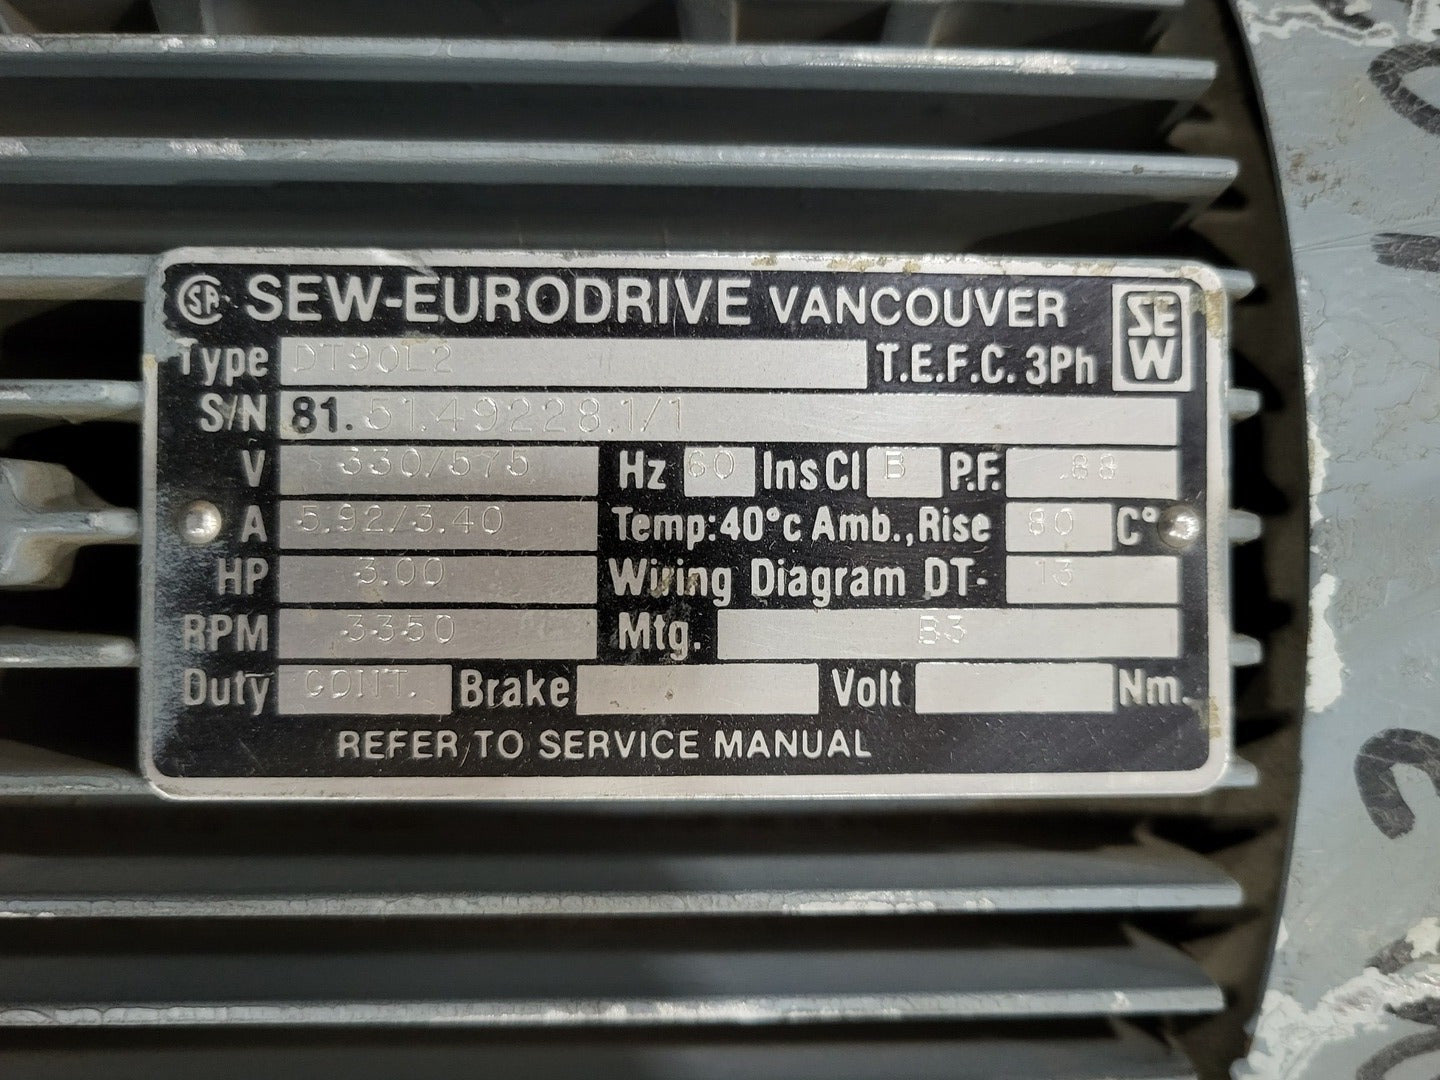 SA SEW-EURODRIVE VANCOUVER SEW
Type DT90L2 T.E.F.C. 3Ph
S/N 81.51.49228.1/1
V 330/575 Hz 60 Ins Cl B P.F. .88
A 5.92/3.40 Temp:40°c Amb.,Rise 80 C°
HP 3.00 Wiring Diagram DT- 13
RPM 3350 Mtg. B3
Duty CONT. Brake Volt Nm.
REFER TO SERVICE MANUAL